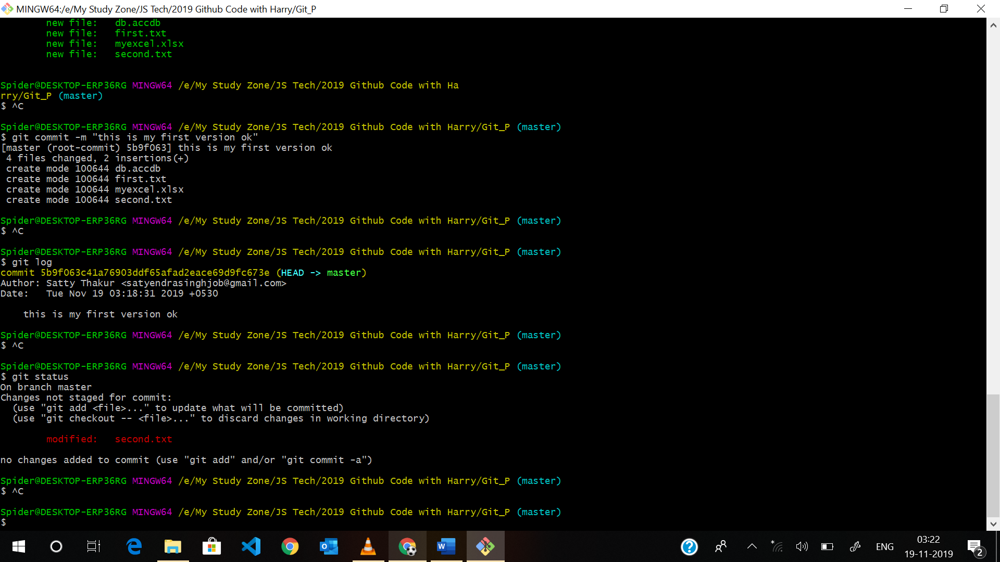 MINGW64:/e/My Study Zone/JS Tech/2019 Github Code with Harry/Git_P
new file:   db.accdb
new file:   first.txt
new file:   myexcel.xlsx
new file:   second.txt
Spider@DESKTOP-ERP36RG MINGW64 /e/My Study Zone/JS Tech/2019 Github Code with Ha
rry/Git_P (master)
$ ^C
Spider@DESKTOP-ERP36RG MINGW64 /e/My Study Zone/JS Tech/2019 Github Code with Harry/Git_P (master)
$ git commit -m "this is my first version ok"
[master (root-commit) 5b9f063] this is my first version ok
4 files changed, 2 insertions(+)
create mode 100644 db.accdb
create mode 100644 first.txt
create mode 100644 myexcel.xlsx
create mode 100644 second.txt
Spider@DESKTOP-ERP36RG MINGW64 /e/My Study Zone/JS Tech/2019 Github Code with Harry/Git_P (master)
$ ^C
Spider@DESKTOP-ERP36RG MINGW64 /e/My Study Zone/JS Tech/2019 Github Code with Harry/Git_P (master)
$ git log
commit 5b9f063c41a76903ddf65afad2eace69d9fc673e (HEAD -> master)
Author: Satty Thakur <satyendrasinghjob@gmail.com>
Date:   Tue Nov 19 03:18:31 2019 +0530
this is my first version ok
Spider@DESKTOP-ERP36RG MINGW64 /e/My Study Zone/JS Tech/2019 Github Code with Harry/Git_P (master)
$ ^C
Spider@DESKTOP-ERP36RG MINGW64 /e/My Study Zone/JS Tech/2019 Github Code with Harry/Git_P (master)
$ git status
On branch master
Changes not staged for commit:
(use "git add <file>..." to update what will be committed)
(use "git checkout -- <file>..." to discard changes in working directory)
modified:   second.txt
no changes added to commit (use "git add" and/or "git commit -a")
Spider@DESKTOP-ERP36RG MINGW64 /e/My Study Zone/JS Tech/2019 Github Code with Harry/Git_P (master)
$ ^C
Spider@DESKTOP-ERP36RG MINGW64 /e/My Study Zone/JS Tech/2019 Github Code with Harry/Git_P (master)
$
ENG
03:22
19-11-2019
2